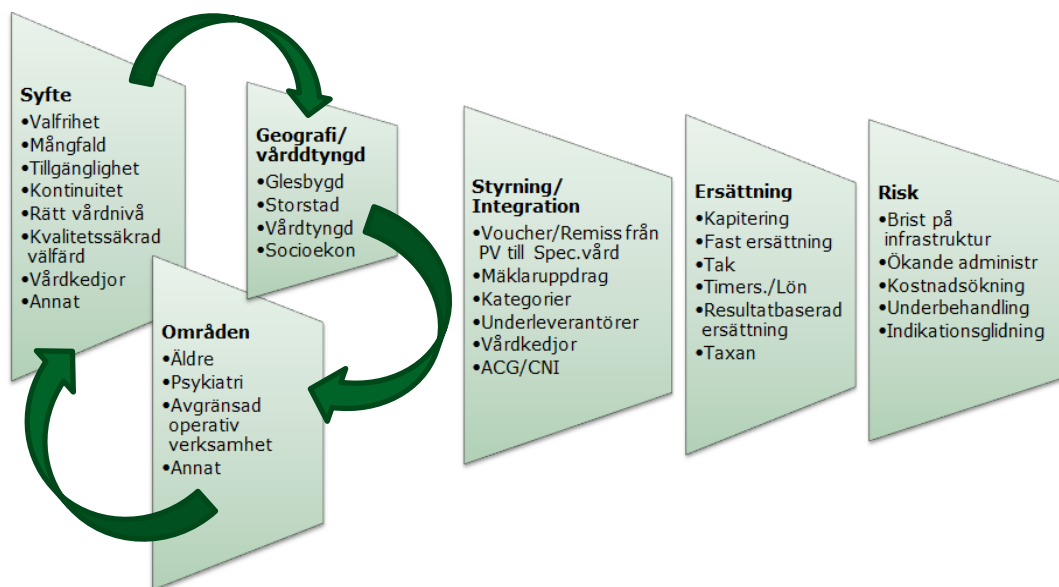 Syfte
•Valfrihet
•Mångfald
•Tillgänglighet
•Kontinuitet
•Rätt vårdnivå
•Kvalitetssäkrad
välfärd
•Vårdkedjor
•Annat
Geografi/
vårddtyngd
•Glesbygd
•Storstad
•Vårdtyngd
•Socioekon
Områden
•Äldre
•Psykiatri
•Avgränsad
operativ
verksamhet
•Annat
Styrning/
Integration
•Voucher/Remiss från
PV till Spec.vård
•Mäklaruppdrag
•Kategorier
•Underleverantörer
•Vårdkedjor
•ACG/CNI
Ersättning
•Kapitering
•Fast ersättning
•Tak
•Timers./Lön
•Resultatbaserad
ersättning
•Taxan
Risk
•Brist på
infrastruktur
•Ökande administr
•Kostnadsökning
•Underbehandling
•Indikationsglidning